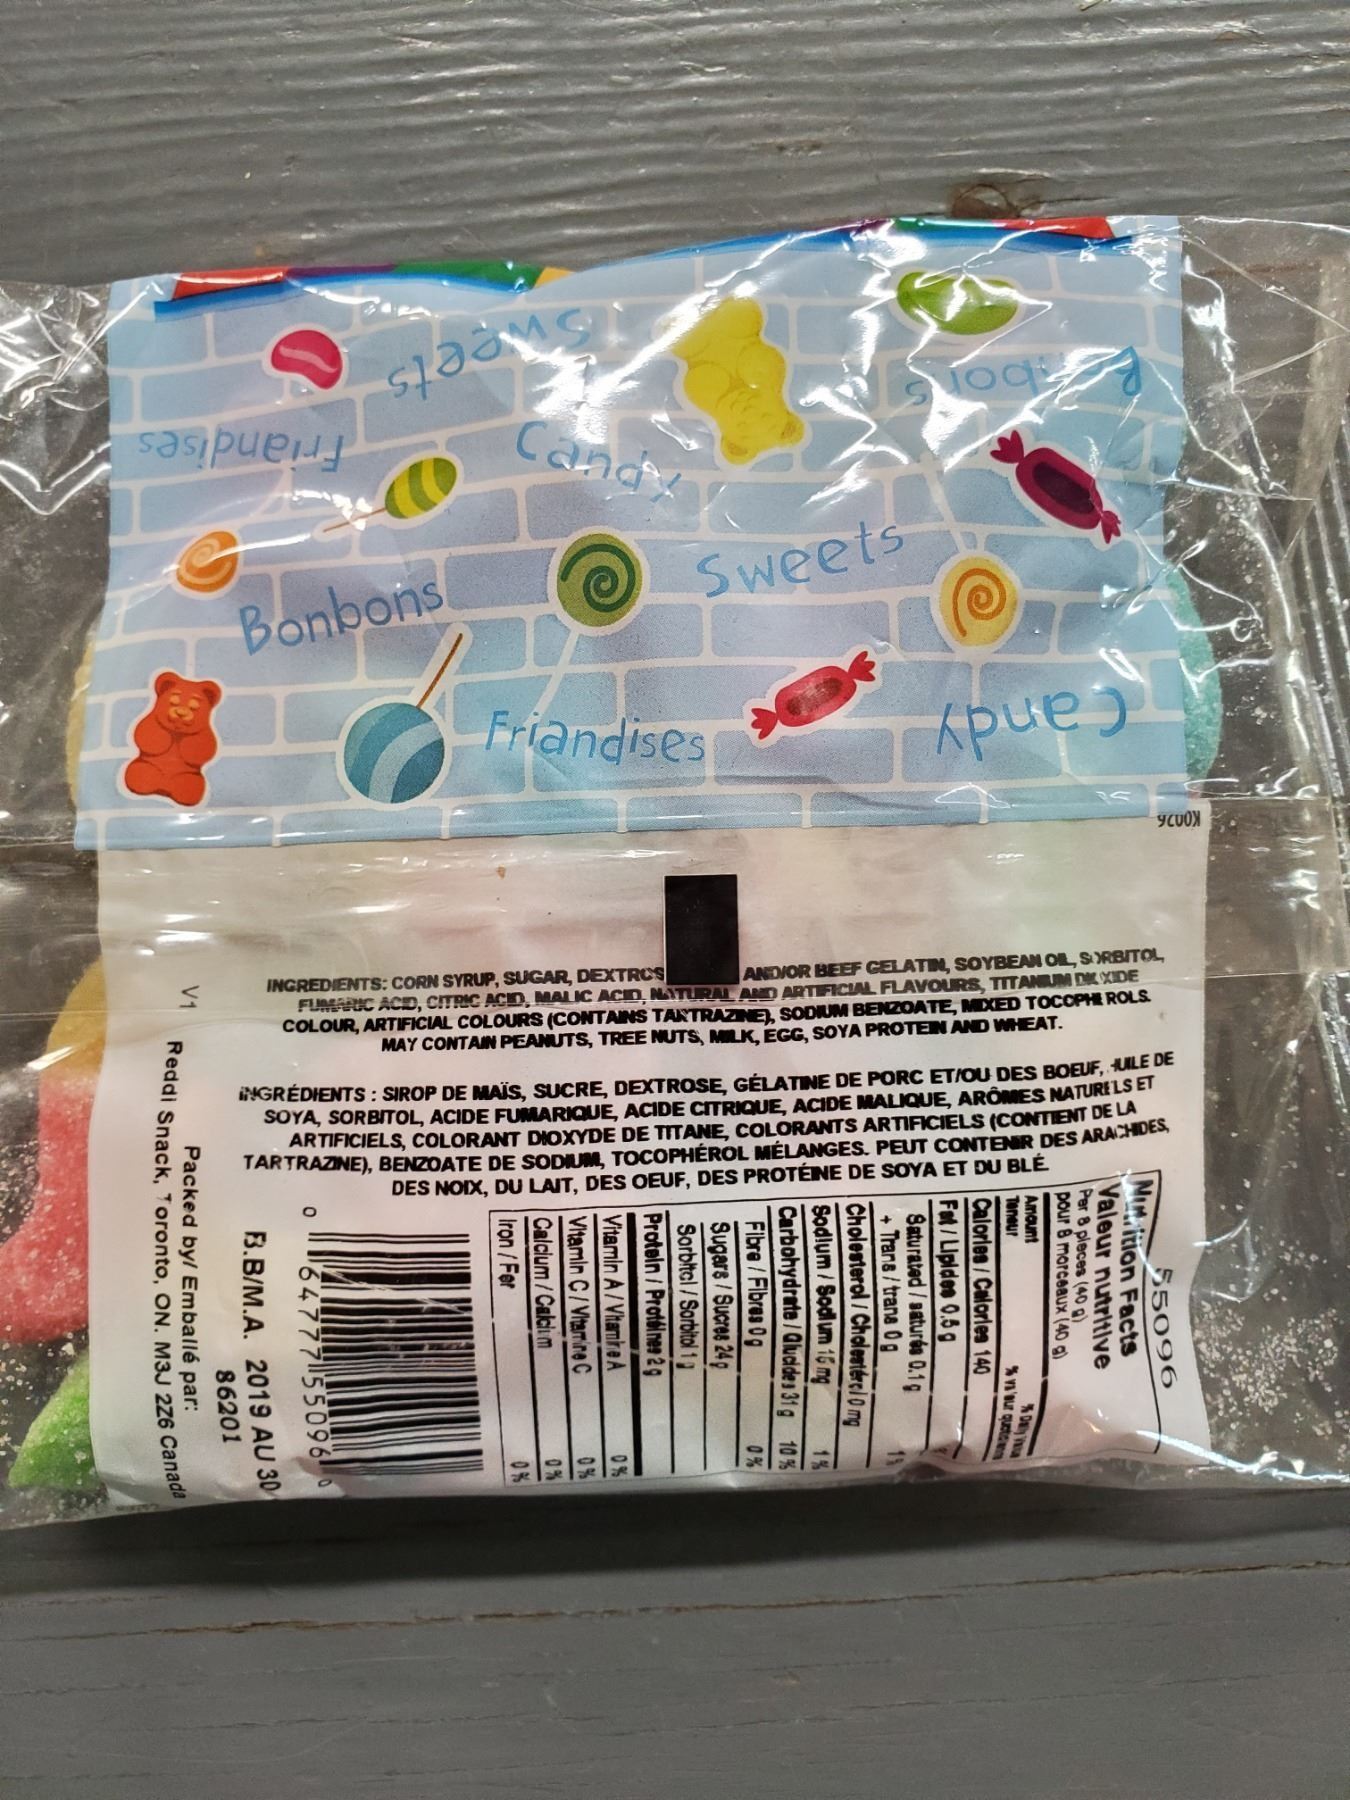 Sweets
Bonbons
Friandises
Candy
Sweets
Bonbons
Friandises
Candy
K0026
INGREDIENTS: CORN SYRUP, SUGAR, DEXTROS AND/OR BEEF GELATIN, SOYBEAN OIL, SORBITOL,
FUMARIC ACID, CITRIC ACID, MALIC ACID, NATURAL AND ARTIFICIAL FLAVOURS, TITANIUM DIOXIDE
COLOUR, ARTIFICIAL COLOURS (CONTAINS TARTRAZINE), SODIUM BENZOATE, MIXED TOCOPHEROLS.
MAY CONTAIN PEANUTS, TREE NUTS, MILK, EGG, SOYA PROTEIN AND WHEAT.
INGRÉDIENTS : SIROP DE MAÏS, SUCRE, DEXTROSE, GÉLATINE DE PORC ET/OU DES BOEUF, HUILE DE
SOYA, SORBITOL, ACIDE FUMARIQUE, ACIDE CITRIQUE, ACIDE MALIQUE, ARÔMES NATURELS ET
ARTIFICIELS, COLORANT DIOXYDE DE TITANE, COLORANTS ARTIFICIELS (CONTIENT DE LA
TARTRAZINE), BENZOATE DE SODIUM, TOCOPHÉROL MÉLANGES. PEUT CONTENIR DES ARACHIDES,
DES NOIX, DU LAIT, DES OEUF, DES PROTÉINE DE SOYA ET DU BLÉ.
55096
Nutrition Facts
Valeur nutritive
Per 8 pieces (40 g)
pour 8 morceaux (40 g)
Amount % Daily Value
Teneur % valeur quotidienne
Calories / Calories 140
Fat / Lipides 0.5 g
Saturated / saturés 0.1 g
+ Trans / trans 0 g
Cholesterol / Cholestérol 0 mg
Sodium / Sodium 15 mg 1 %
Carbohydrate / Glucides 31 g 10 %
Fibre / Fibres 0 g 0 %
Sugars / Sucres 24 g
Sorbitol / Sorbitol 1 g
Protein / Protéines 2 g
Vitamin A / Vitamine A 0 %
Vitamin C / Vitamine C 0 %
Calcium / Calcium 0 %
Iron / Fer 0 %
0 64777 55096 0
B.B/M.A. 2019 AU 30
86201
Packed by/ Emballé par:
V1 Reddi Snack, Toronto, ON. M3J 2Z6 Canada